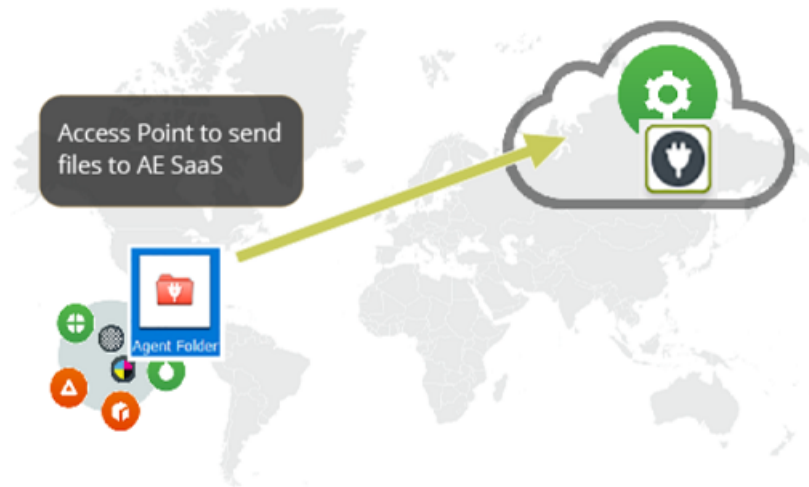 Access Point to send
files to AE SaaS
Agent Folder